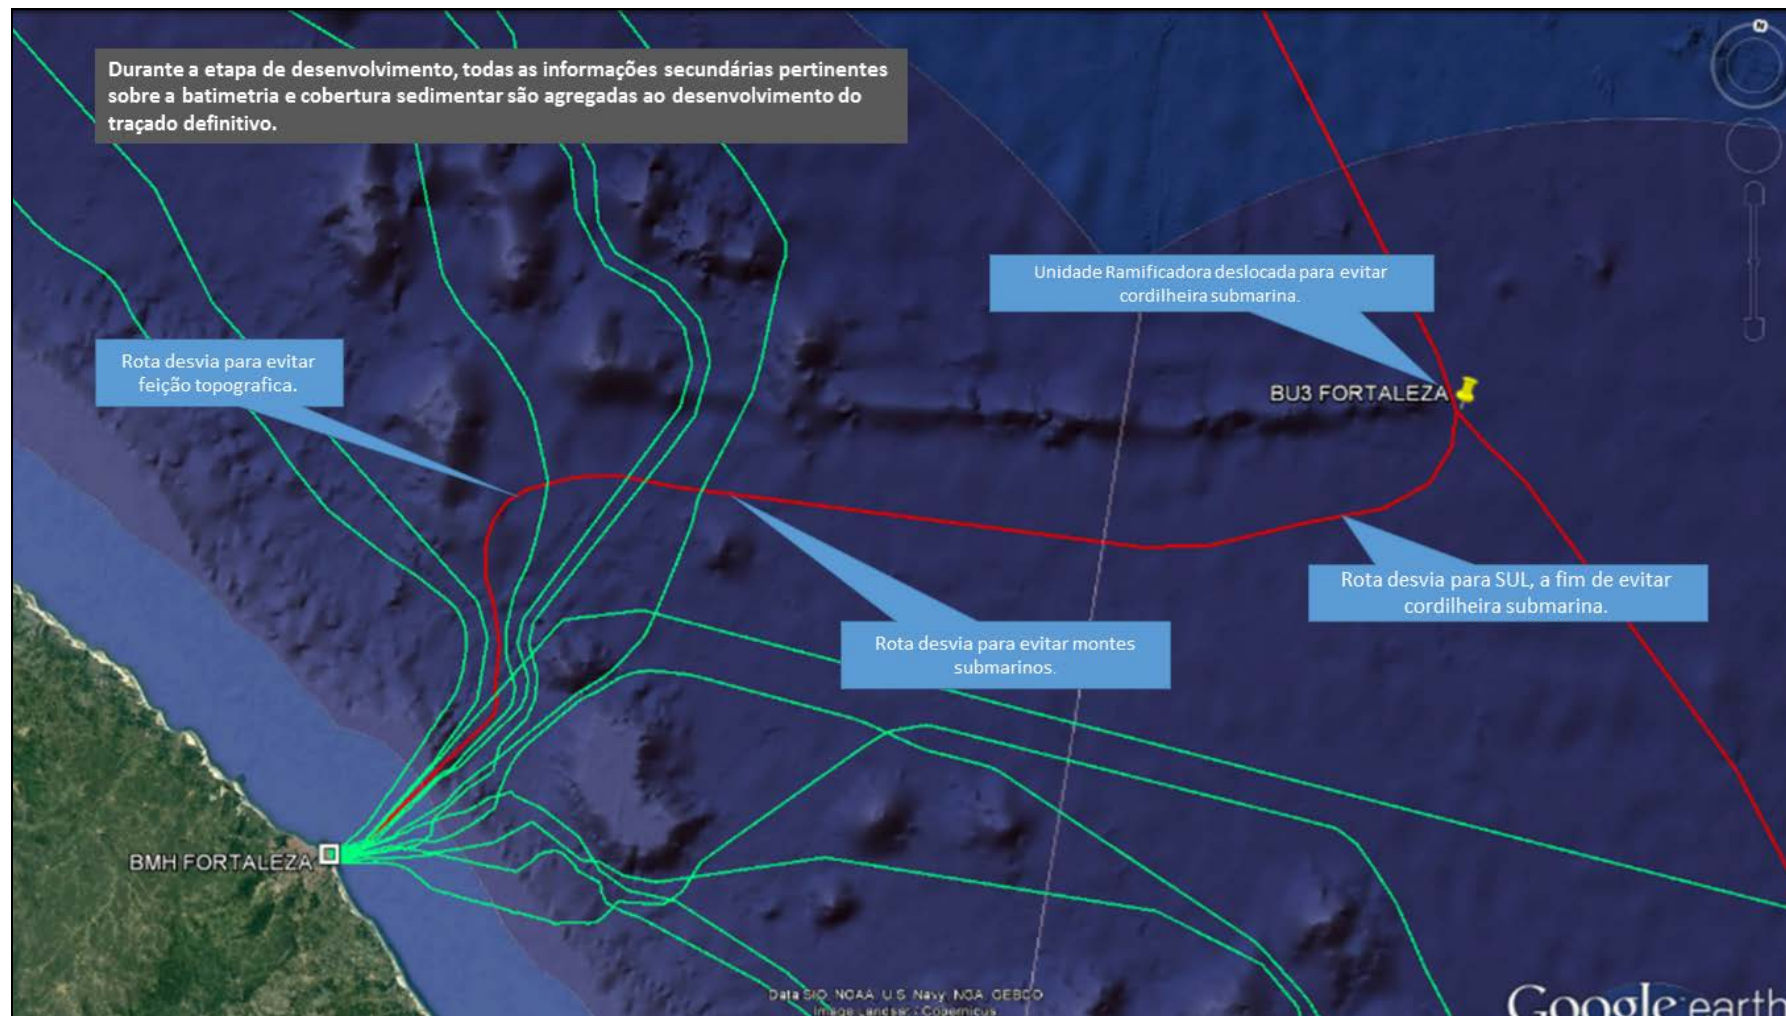 Durante a etapa de desenvolvimento, todas as informações secundárias pertinentes
sobre a batimetria e cobertura sedimentar são agregadas ao desenvolvimento do
traçado definitivo.
Unidade Ramificadora deslocada para evitar
cordilheira submarina.
Rota desvia para evitar
feição topografica.
BU3 FORTALEZA
Rota desvia para SUL, a fim de evitar
cordilheira submarina.
Rota desvia para evitar montes
submarinos.
BMH FORTALEZA
Data SIO, NOAA, U.S. Navy, NGA, GEBCO
Image Landsat / Copernicus
Google earth
N